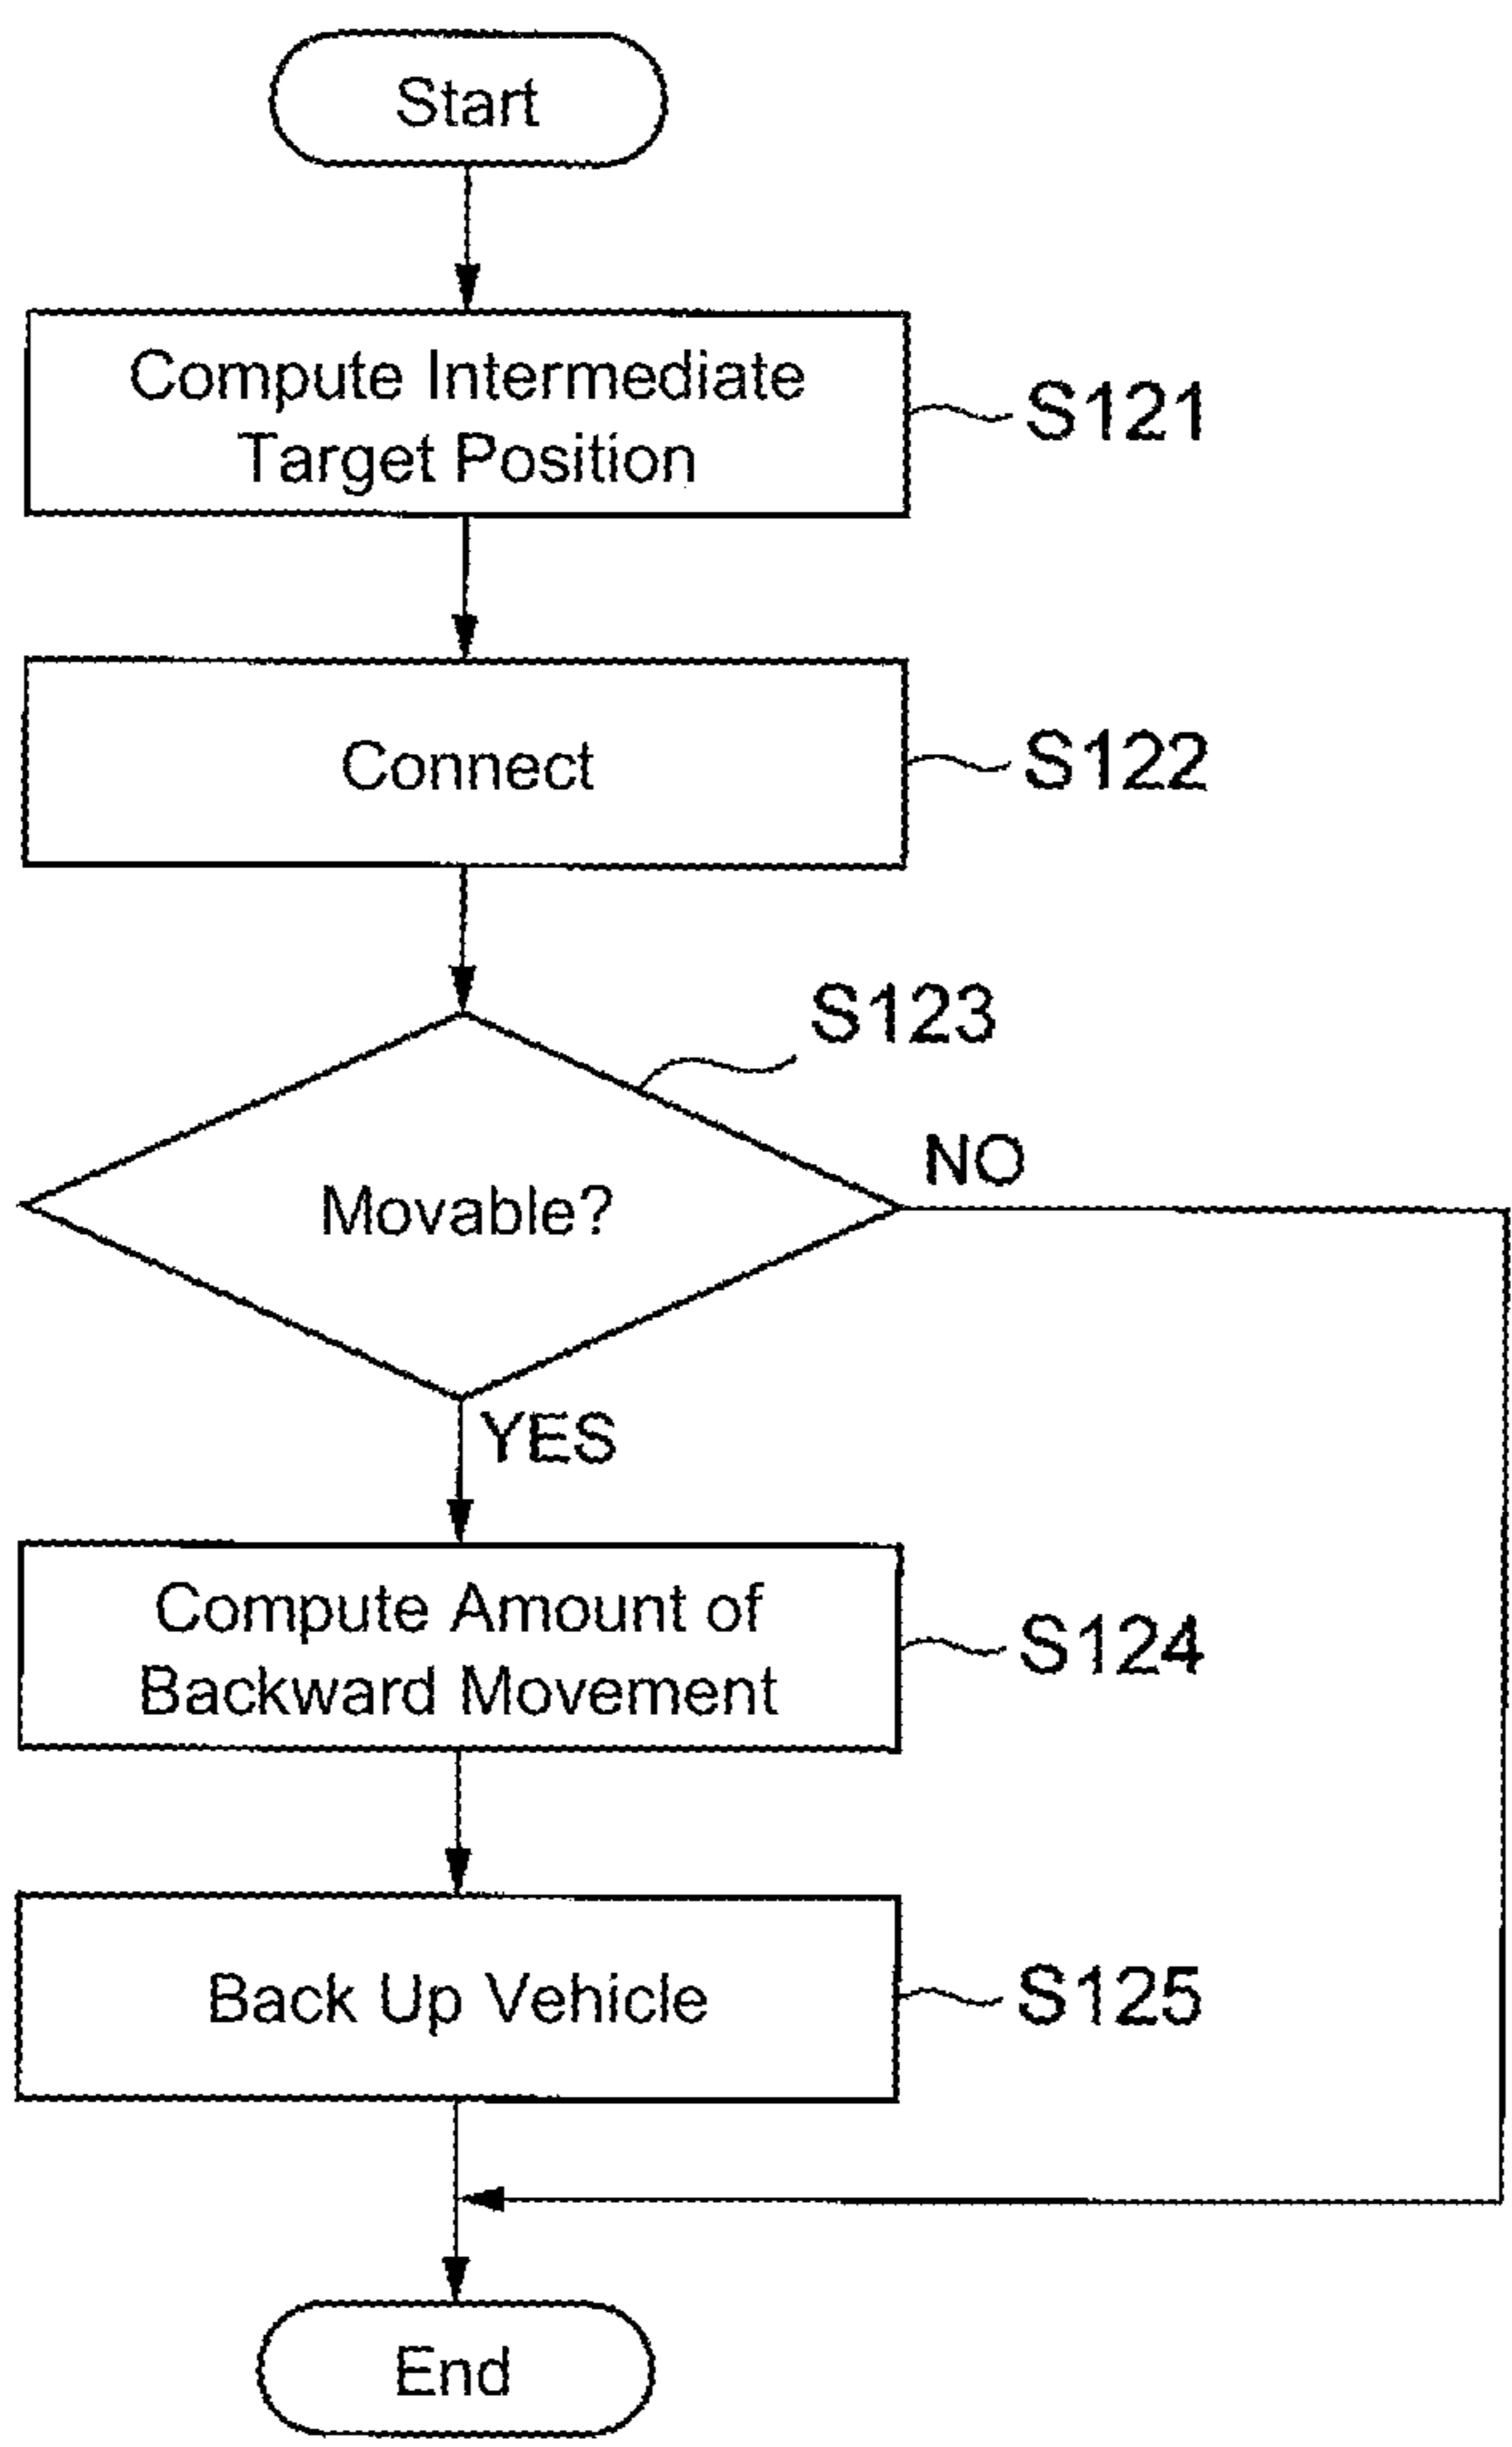 Start
Compute Intermediate
Target Position
S121
Connect
S122
S123
Movable?
NO
YES
Compute Amount of
Backward Movement
S124
Back Up Vehicle
S125
End